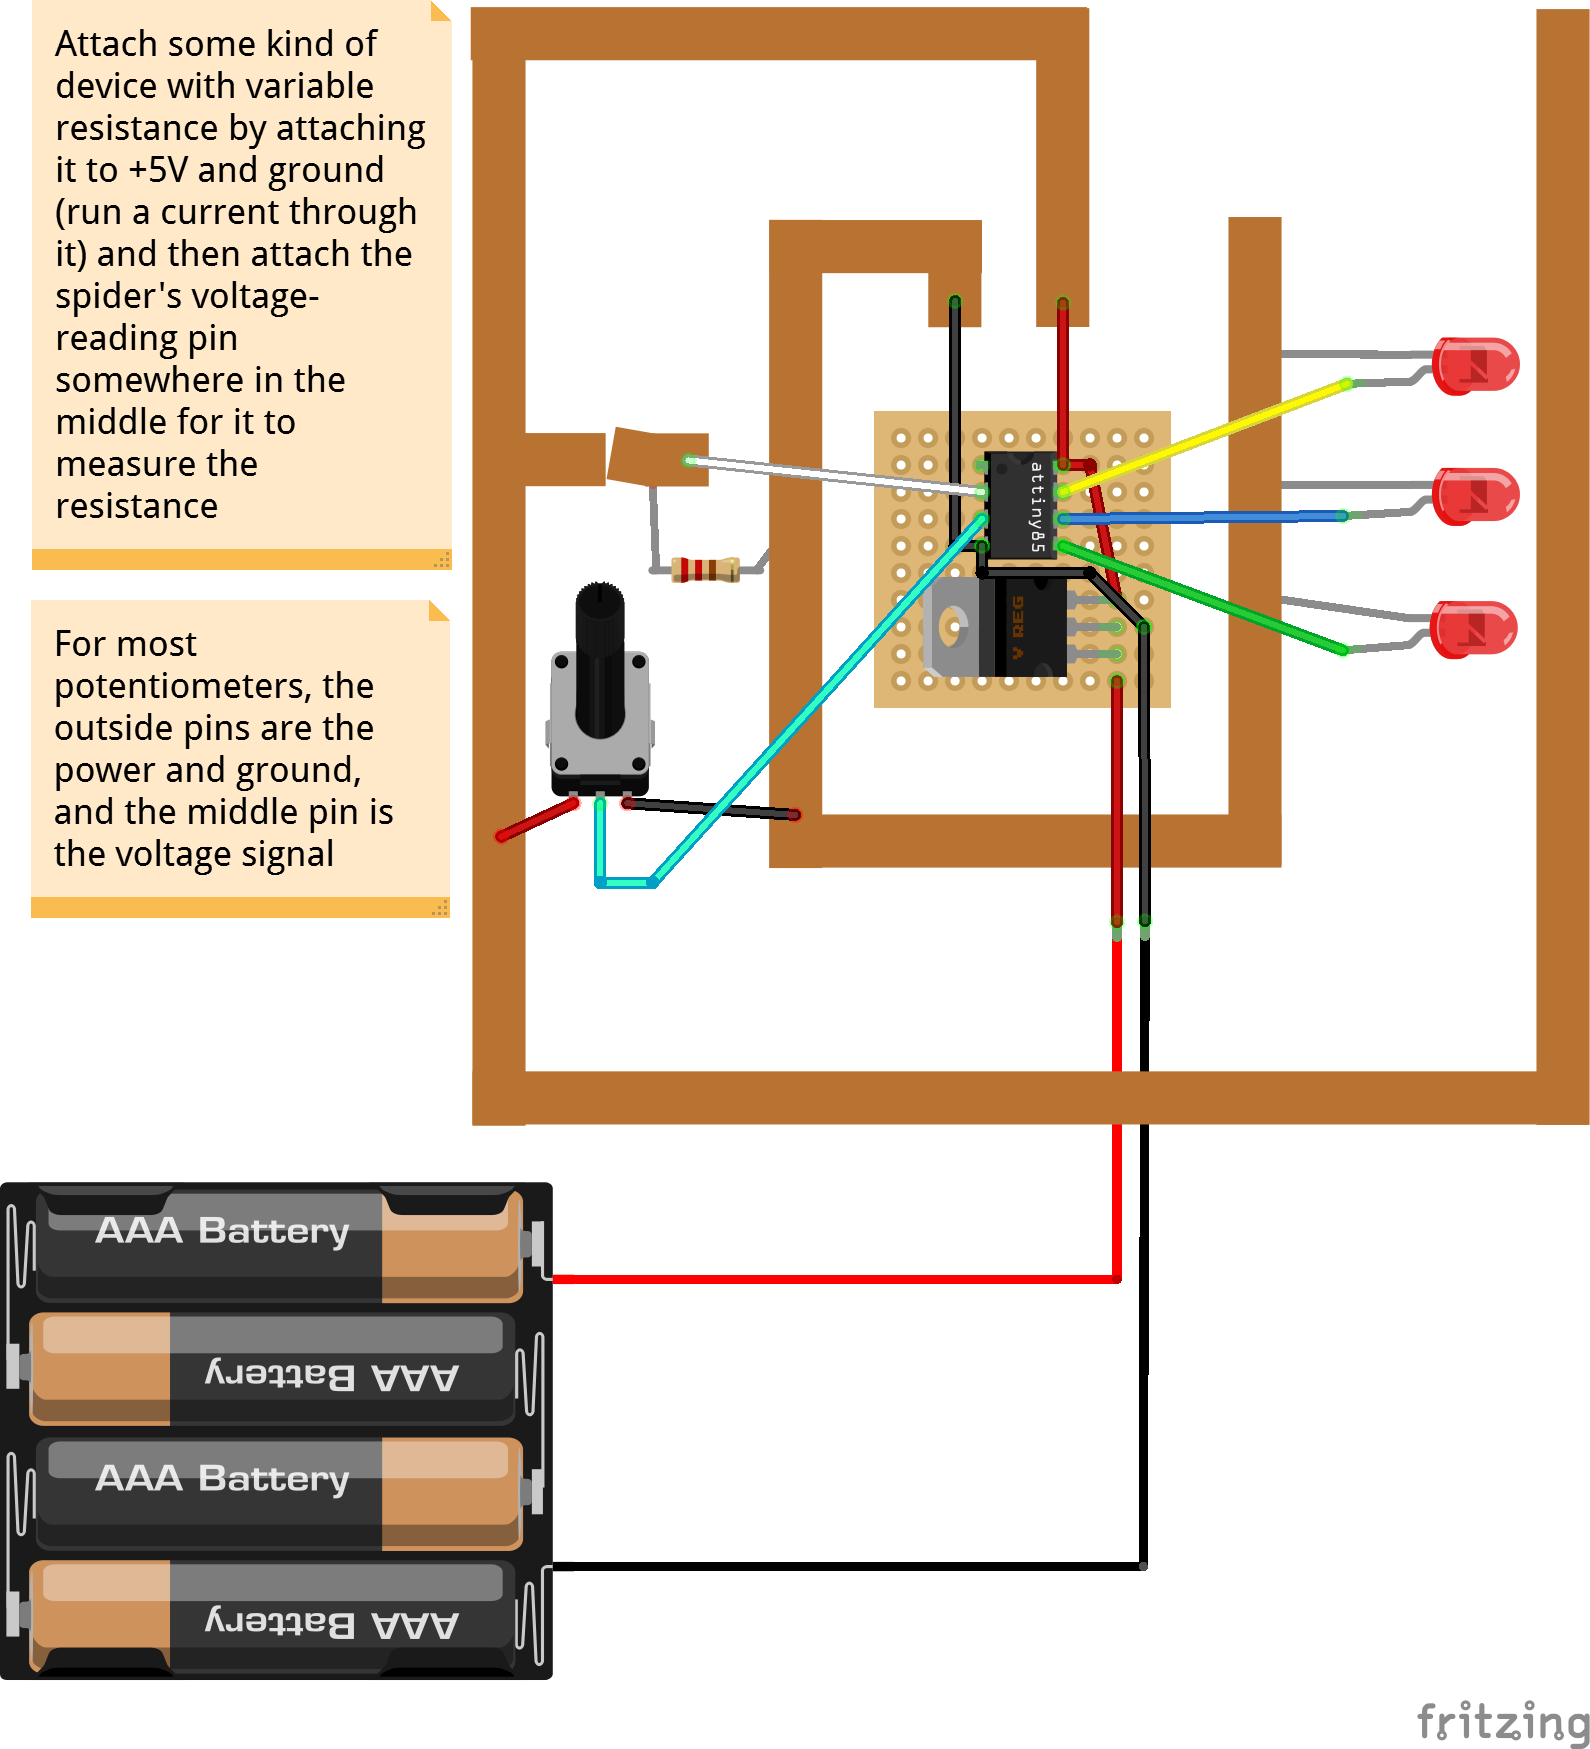 Attach some kind of
device with variable
resistance by attaching
it to +5V and ground
(run a current through
it) and then attach the
spider's voltage-
reading pin
somewhere in the
middle for it to
measure the
resistance
For most
potentiometers, the
outside pins are the
power and ground,
and the middle pin is
the voltage signal
attiny85
V REG
AAA Battery
AAA Battery
AAA Battery
AAA Battery
fritzing